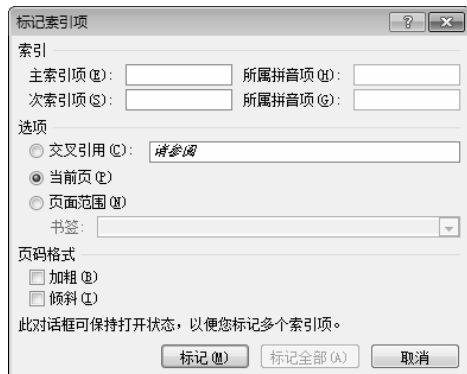 标记索引项
索引
主索引项(E): 所属拼音项(H):
次索引项(S): 所属拼音项(G):
选项
交叉引用(C): 请参阅
当前页(P)
页面范围(N)
书签:
页码格式
加粗(B)
倾斜(I)
此对话框可保持打开状态，以便您标记多个索引项。
标记(M) 标记全部(A) 取消